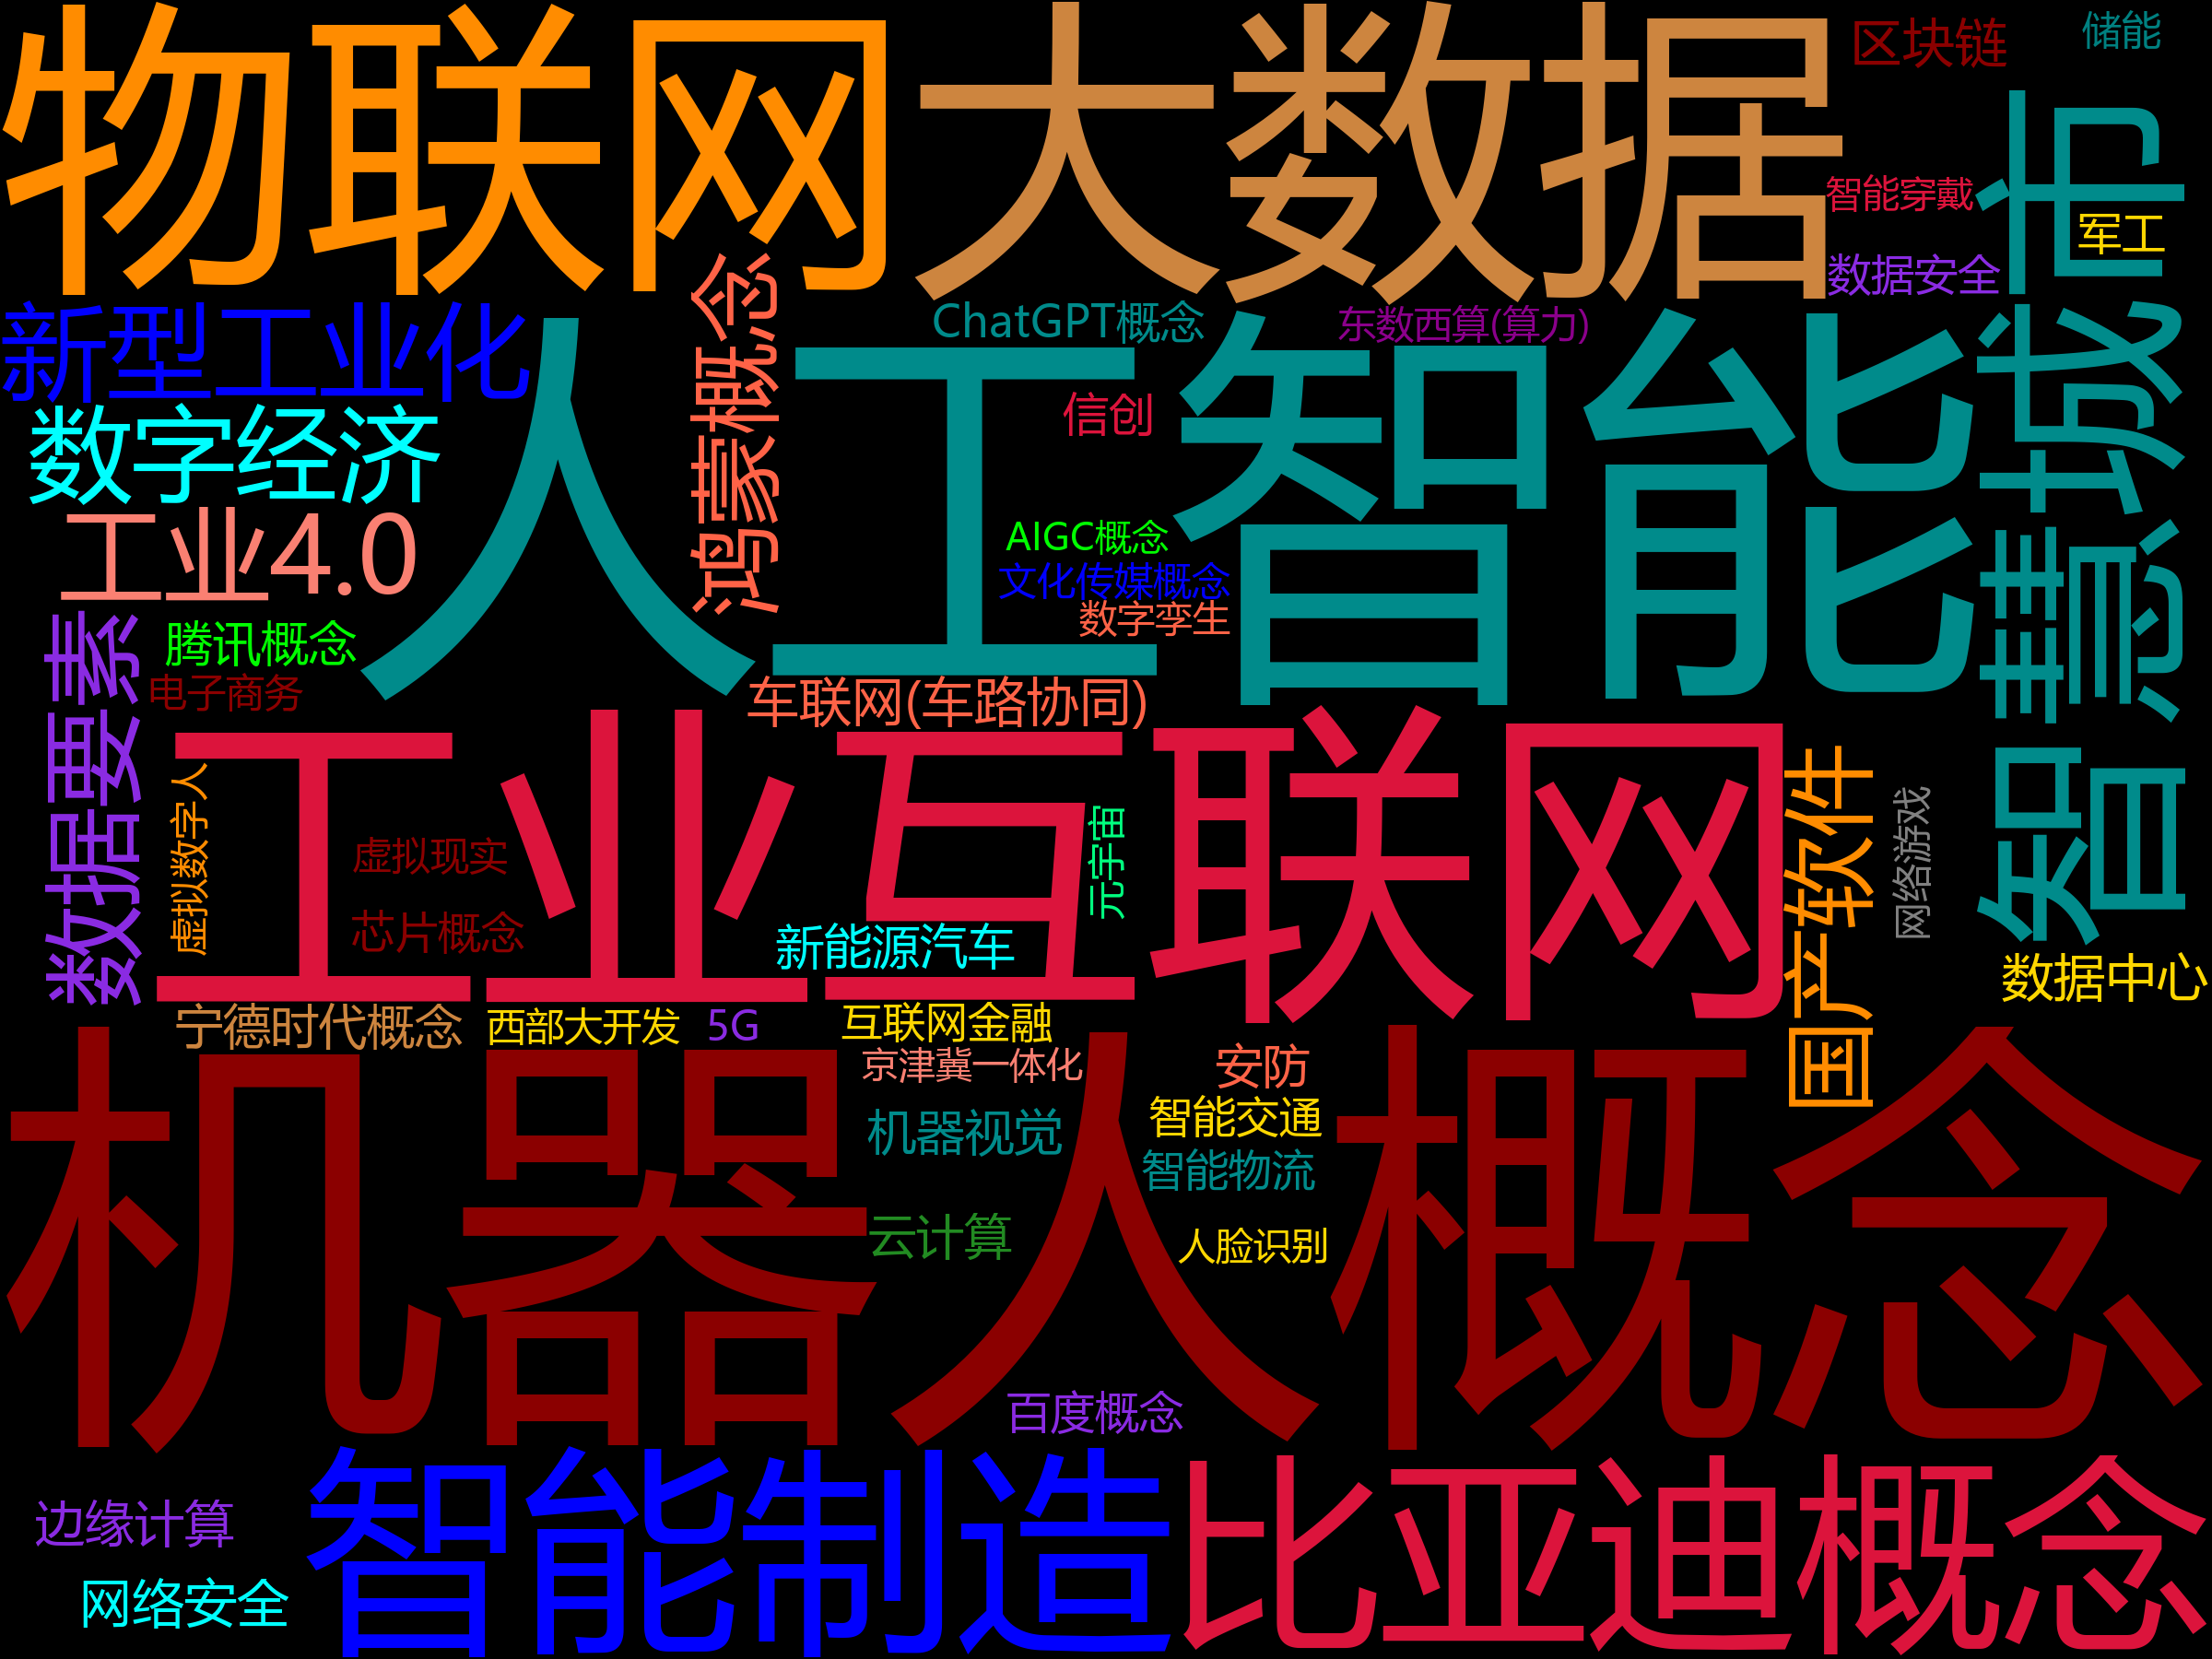 物联网
大数据
区块链
储能
智能穿戴
军工
数据安全
智慧城市
新型工业化
鸿蒙概念
ChatGPT概念
东数西算(算力)
人工智能
信创
数字经济
工业4.0
AIGC概念
文化传媒概念
数字孪生
腾讯概念
电子商务
数据要素
车联网(车路协同)
工业互联网
虚拟数字人
虚拟现实
芯片概念
元宇宙
新能源汽车
国产软件
网络游戏
数据中心
宁德时代概念
西部大开发
5G
互联网金融
京津冀一体化
安防
机器人概念
机器视觉
智能交通
智能物流
云计算
人脸识别
百度概念
智能制造
比亚迪概念
边缘计算
网络安全